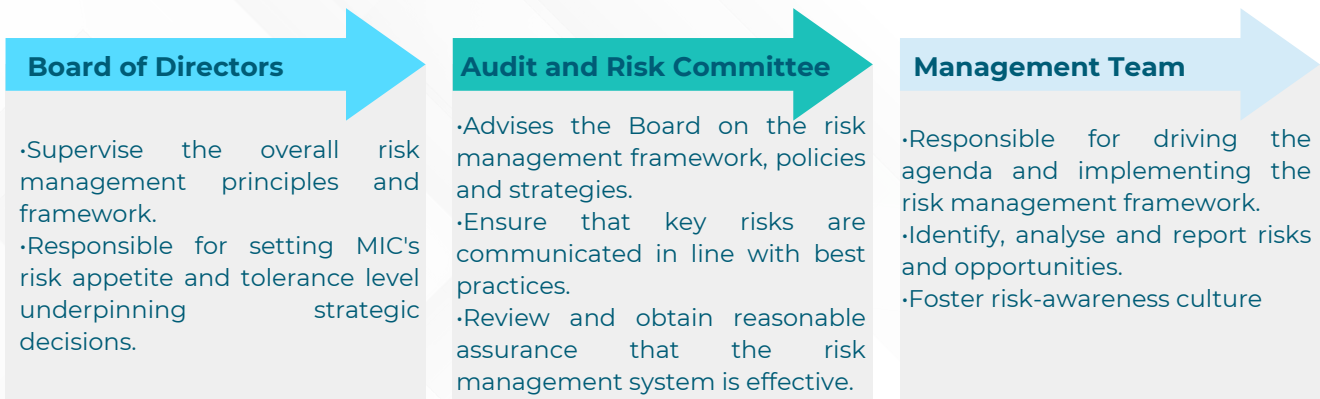 Board of Directors
•Supervise the overall risk
management principles and
framework.
•Responsible for setting MIC's
risk appetite and tolerance level
underpinning strategic
decisions.
Audit and Risk Committee
•Advises the Board on the risk
management framework, policies
and strategies.
•Ensure that key risks are
communicated in line with best
practices.
•Review and obtain reasonable
assurance that the risk
management system is effective.
Management Team
•Responsible for driving the
agenda and implementing the
risk management framework.
•Identify, analyse and report risks
and opportunities.
•Foster risk-awareness culture